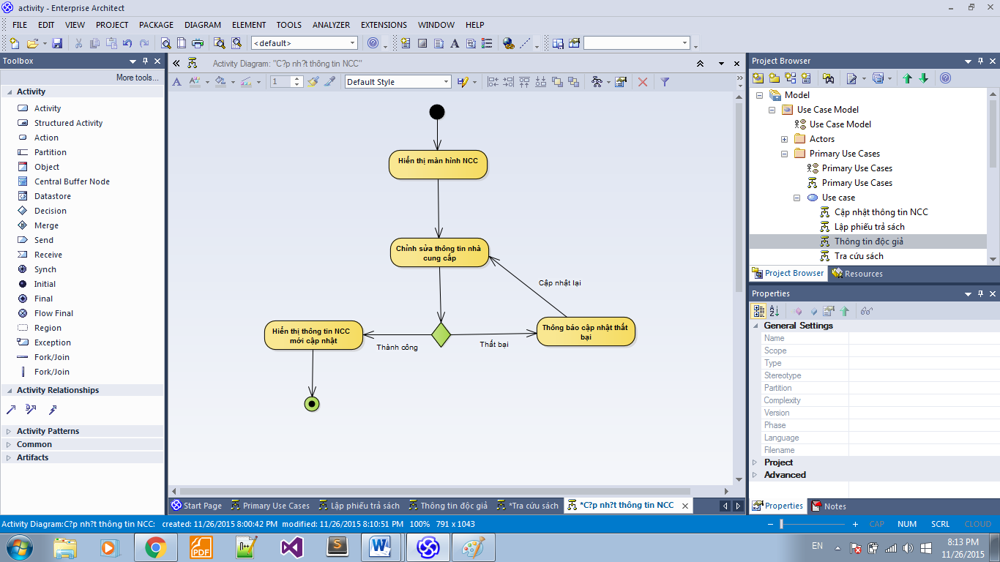 activity - Enterprise Architect
FILE EDIT VIEW PROJECT PACKAGE DIAGRAM ELEMENT TOOLS ANALYZER EXTENSIONS WINDOW HELP
<default>
Toolbox
More tools...
Activity
Activity
Structured Activity
Action
Partition
Object
Central Buffer Node
Datastore
Decision
Merge
Send
Receive
Synch
Initial
Final
Flow Final
Region
Exception
Fork/Join
Fork/Join
Activity Relationships
Activity Patterns
Common
Artifacts
Activity Diagram: "C?p nh?t thông tin NCC"
1
Default Style
Hiển thị màn hình NCC
Chỉnh sửa thông tin nhà
cung cấp
Cập nhật lại
Hiển thị thông tin NCC
mới cập nhật
Thành công
Thất bại
Thông báo cập nhật thất
bại
Project Browser
Model
Use Case Model
Use Case Model
Actors
Primary Use Cases
Primary Use Cases
Primary Use Cases
Use case
Cập nhật thông tin NCC
Lập phiếu trả sách
Thông tin độc giả
Tra cứu sách
Project Browser Resources
Properties
General Settings
Name
Scope
Type
Stereotype
Partition
Complexity
Version
Phase
Language
Filename
Project
Advanced
Properties Notes
Start Page Primary Use Cases Lập phiếu trả sách Thông tin độc giả *Tra cứu sách *C?p nh?t thông tin NCC
Activity Diagram:C?p nh?t thông tin NCC: created: 11/26/2015 8:00:42 PM modified: 11/26/2015 8:10:51 PM 100% 791 x 1043
CAP NUM SCRL CLOUD
PDF
EN
8:13 PM
11/26/2015